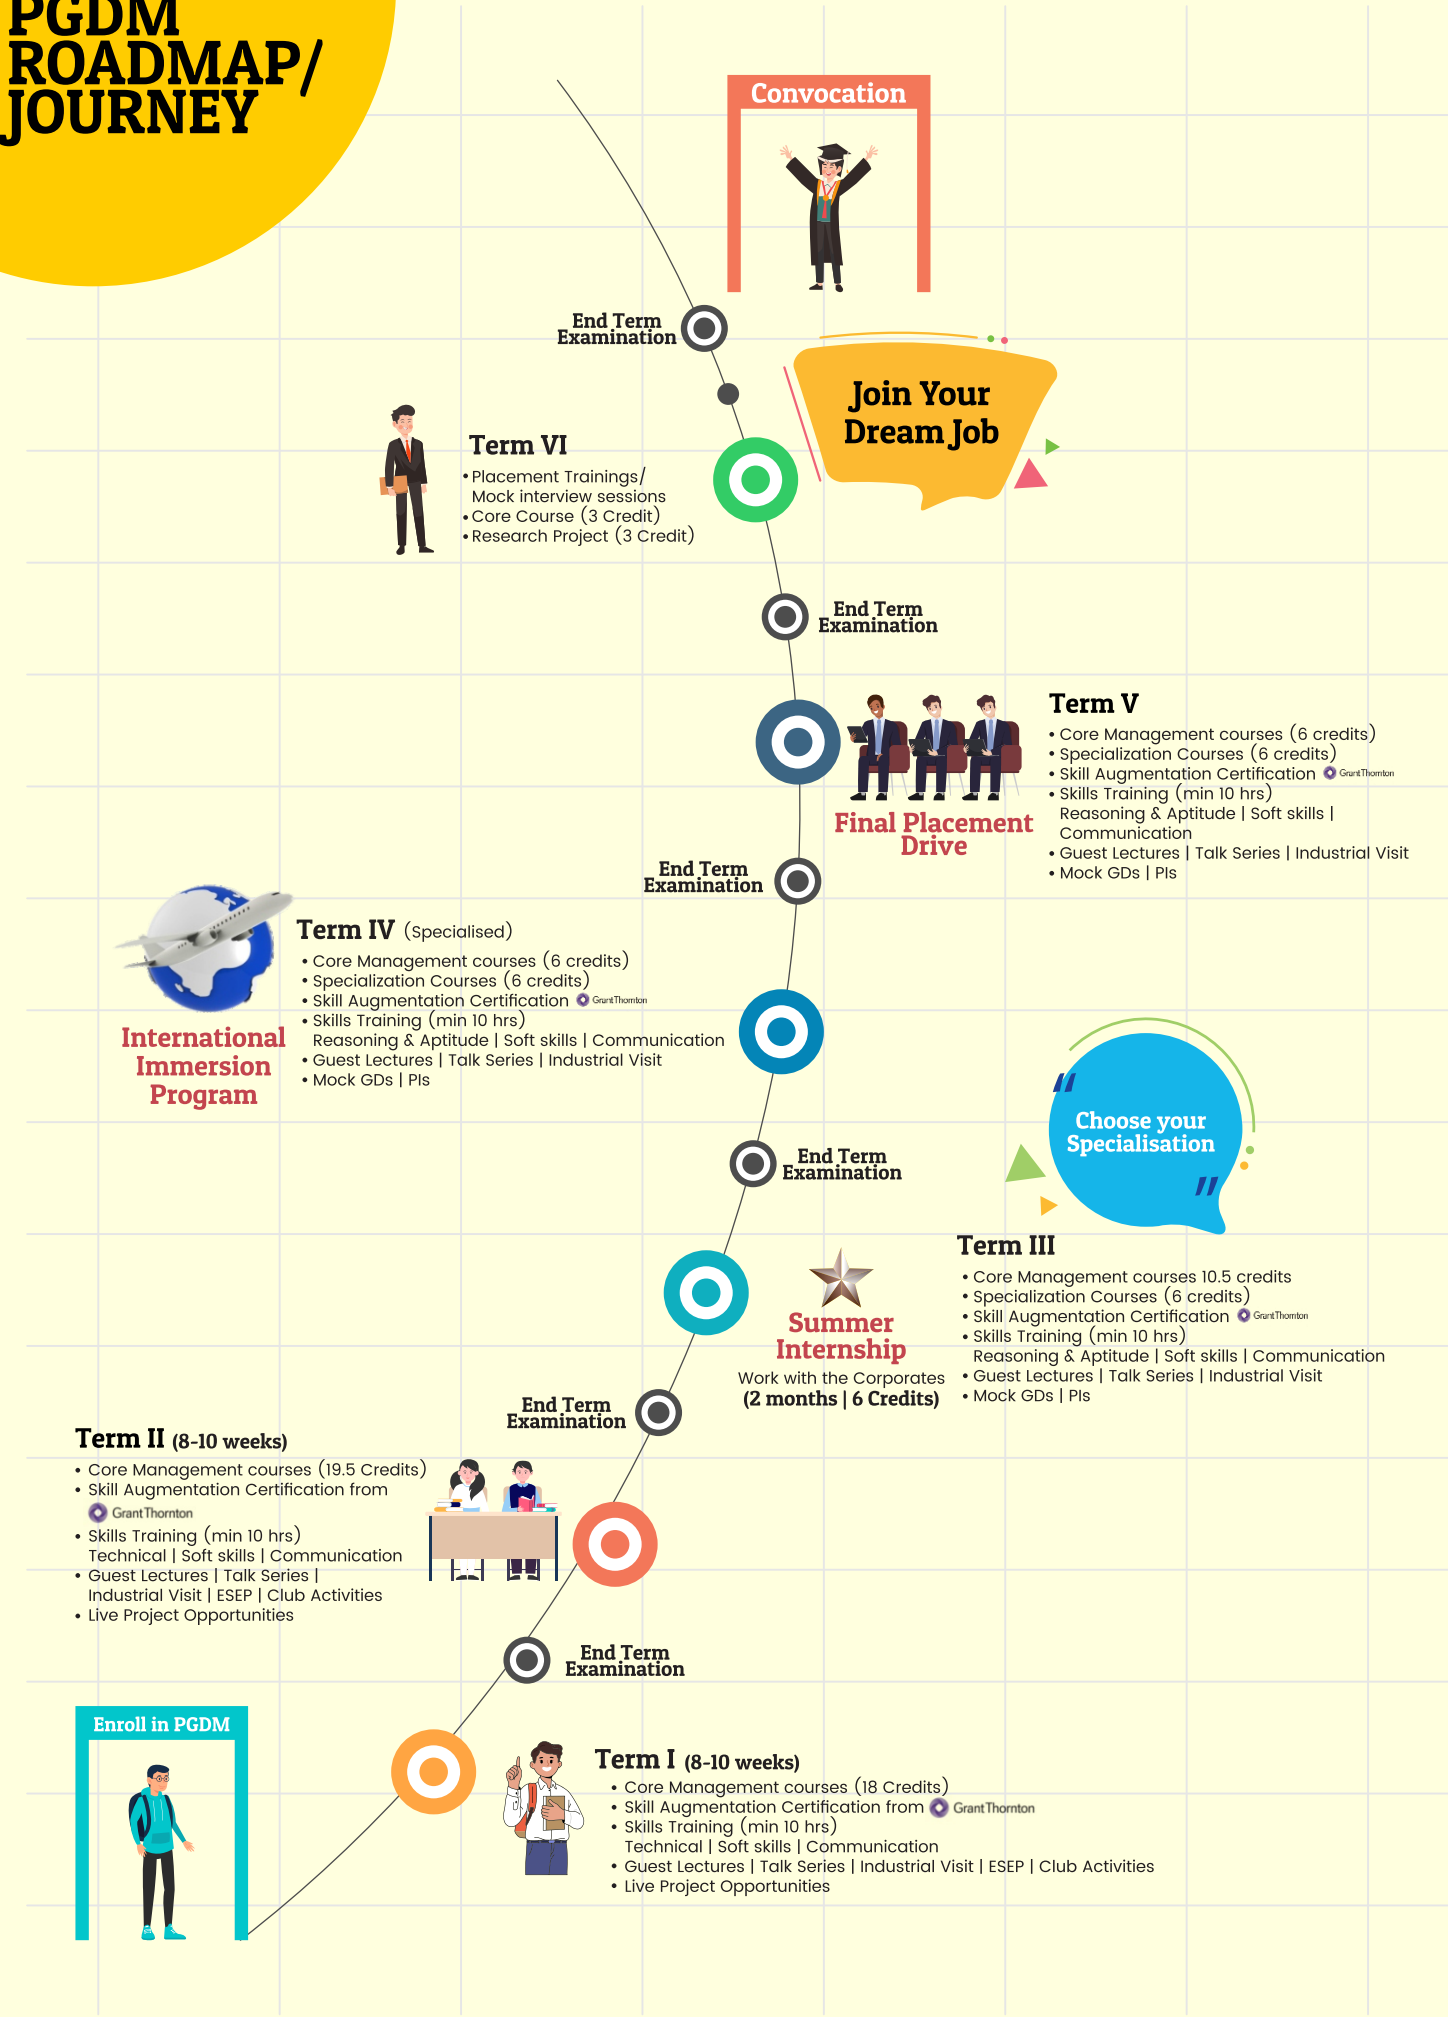 PGDM
ROADMAP/
JOURNEY
Convocation
End Term
Examination
Join Your
Dream Job
Term VI
• Placement Trainings/
Mock interview sessions
• Core Course (3 Credit)
• Research Project (3 Credit)
End Term
Examination
Term V
• Core Management courses (6 credits)
• Specialization Courses (6 credits)
• Skill Augmentation Certification GrantThornton
• Skills Training (min 10 hrs)
Reasoning & Aptitude | Soft skills |
Communication
• Guest Lectures | Talk Series | Industrial Visit
• Mock GDs | PIs
Final Placement
Drive
End Term
Examination
Term IV (Specialised)
• Core Management courses (6 credits)
• Specialization Courses (6 credits)
• Skill Augmentation Certification GrantThornton
• Skills Training (min 10 hrs)
Reasoning & Aptitude | Soft skills | Communication
• Guest Lectures | Talk Series | Industrial Visit
• Mock GDs | PIs
International
Immersion
Program
"
Choose your
Specialisation
"
End Term
Examination
Term III
• Core Management courses 10.5 credits
• Specialization Courses (6 credits)
• Skill Augmentation Certification GrantThornton
• Skills Training (min 10 hrs)
Reasoning & Aptitude | Soft skills | Communication
• Guest Lectures | Talk Series | Industrial Visit
• Mock GDs | PIs
Summer
Internship
Work with the Corporates
(2 months | 6 Credits)
End Term
Examination
Term II (8-10 weeks)
• Core Management courses (19.5 Credits)
• Skill Augmentation Certification from
GrantThornton
• Skills Training (min 10 hrs)
Technical | Soft skills | Communication
• Guest Lectures | Talk Series |
Industrial Visit | ESEP | Club Activities
• Live Project Opportunities
End Term
Examination
Enroll in PGDM
Term I (8-10 weeks)
• Core Management courses (18 Credits)
• Skill Augmentation Certification from GrantThornton
• Skills Training (min 10 hrs)
Technical | Soft skills | Communication
• Guest Lectures | Talk Series | Industrial Visit | ESEP | Club Activities
• Live Project Opportunities